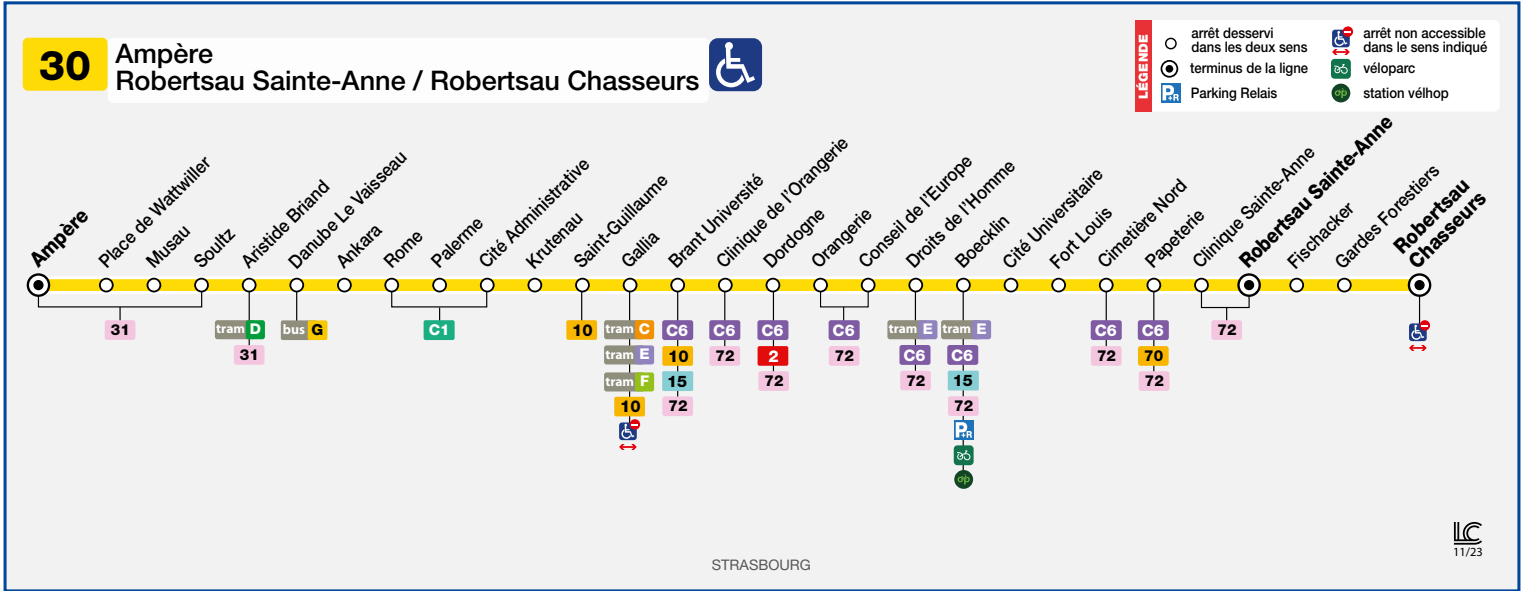 30
Ampère
Robertsau Sainte-Anne / Robertsau Chasseurs
LÉGENDE
arrêt desservi
dans les deux sens
terminus de la ligne
P+R
Parking Relais
arrêt non accessible
dans le sens indiqué
véloparc
station vélhop
Ampère
Place de Wattwiller
Musau
Soultz
Aristide Briand
Danube Le Vaisseau
Ankara
Rome
Palerme
Cité Administrative
Krutenau
Saint-Guillaume
Gallia
Brant Université
Clinique de l'Orangerie
Dordogne
Orangerie
Conseil de l'Europe
Droits de l'Homme
Boecklin
Cité Universitaire
Fort Louis
Cimetière Nord
Papeterie
Clinique Sainte-Anne
Robertsau Sainte-Anne
Fischacker
Gardes Forestiers
Robertsau
Chasseurs
31
tram D
31
bus G
C1
10
tram C
tram E
tram F
10
C6
10
15
72
C6
72
C6
2
72
C6
72
tram E
C6
72
tram E
C6
15
72
P+R
C6
72
C6
70
72
72
STRASBOURG
LC
11/23